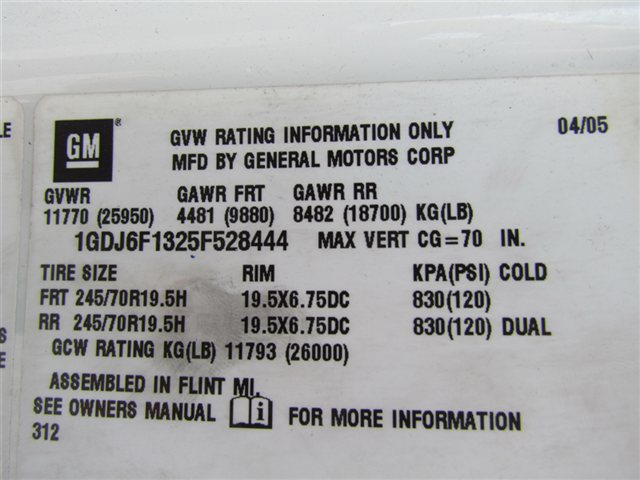 GM®
GVW RATING INFORMATION ONLY 04/05
MFD BY GENERAL MOTORS CORP
GVWR GAWR FRT GAWR RR
11770 (25950) 4481 (9880) 8482 (18700) KG(LB)
1GDJ6F1325F528444 MAX VERT CG=70 IN.
TIRE SIZE RIM KPA(PSI) COLD
FRT 245/70R19.5H 19.5X6.75DC 830(120)
RR 245/70R19.5H 19.5X6.75DC 830(120) DUAL
GCW RATING KG(LB) 11793 (26000)
ASSEMBLED IN FLINT MI.
SEE OWNERS MANUAL i FOR MORE INFORMATION
312